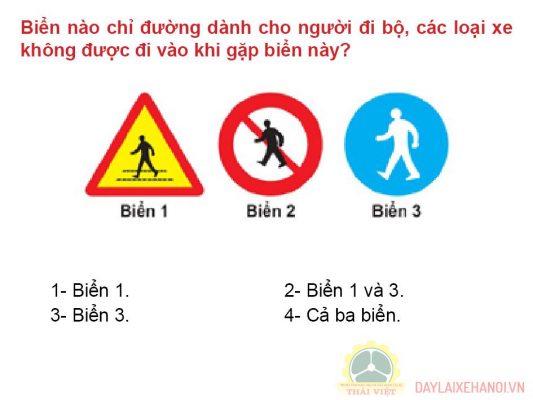 Biển nào chỉ đường dành cho người đi bộ, các loại xe
không được đi vào khi gặp biển này?
Biển 1
Biển 2
Biển 3
1- Biển 1.
2- Biển 1 và 3.
3- Biển 3.
4- Cả ba biển.
THÁI VIỆT
DAYLAIXEHANOI.VN